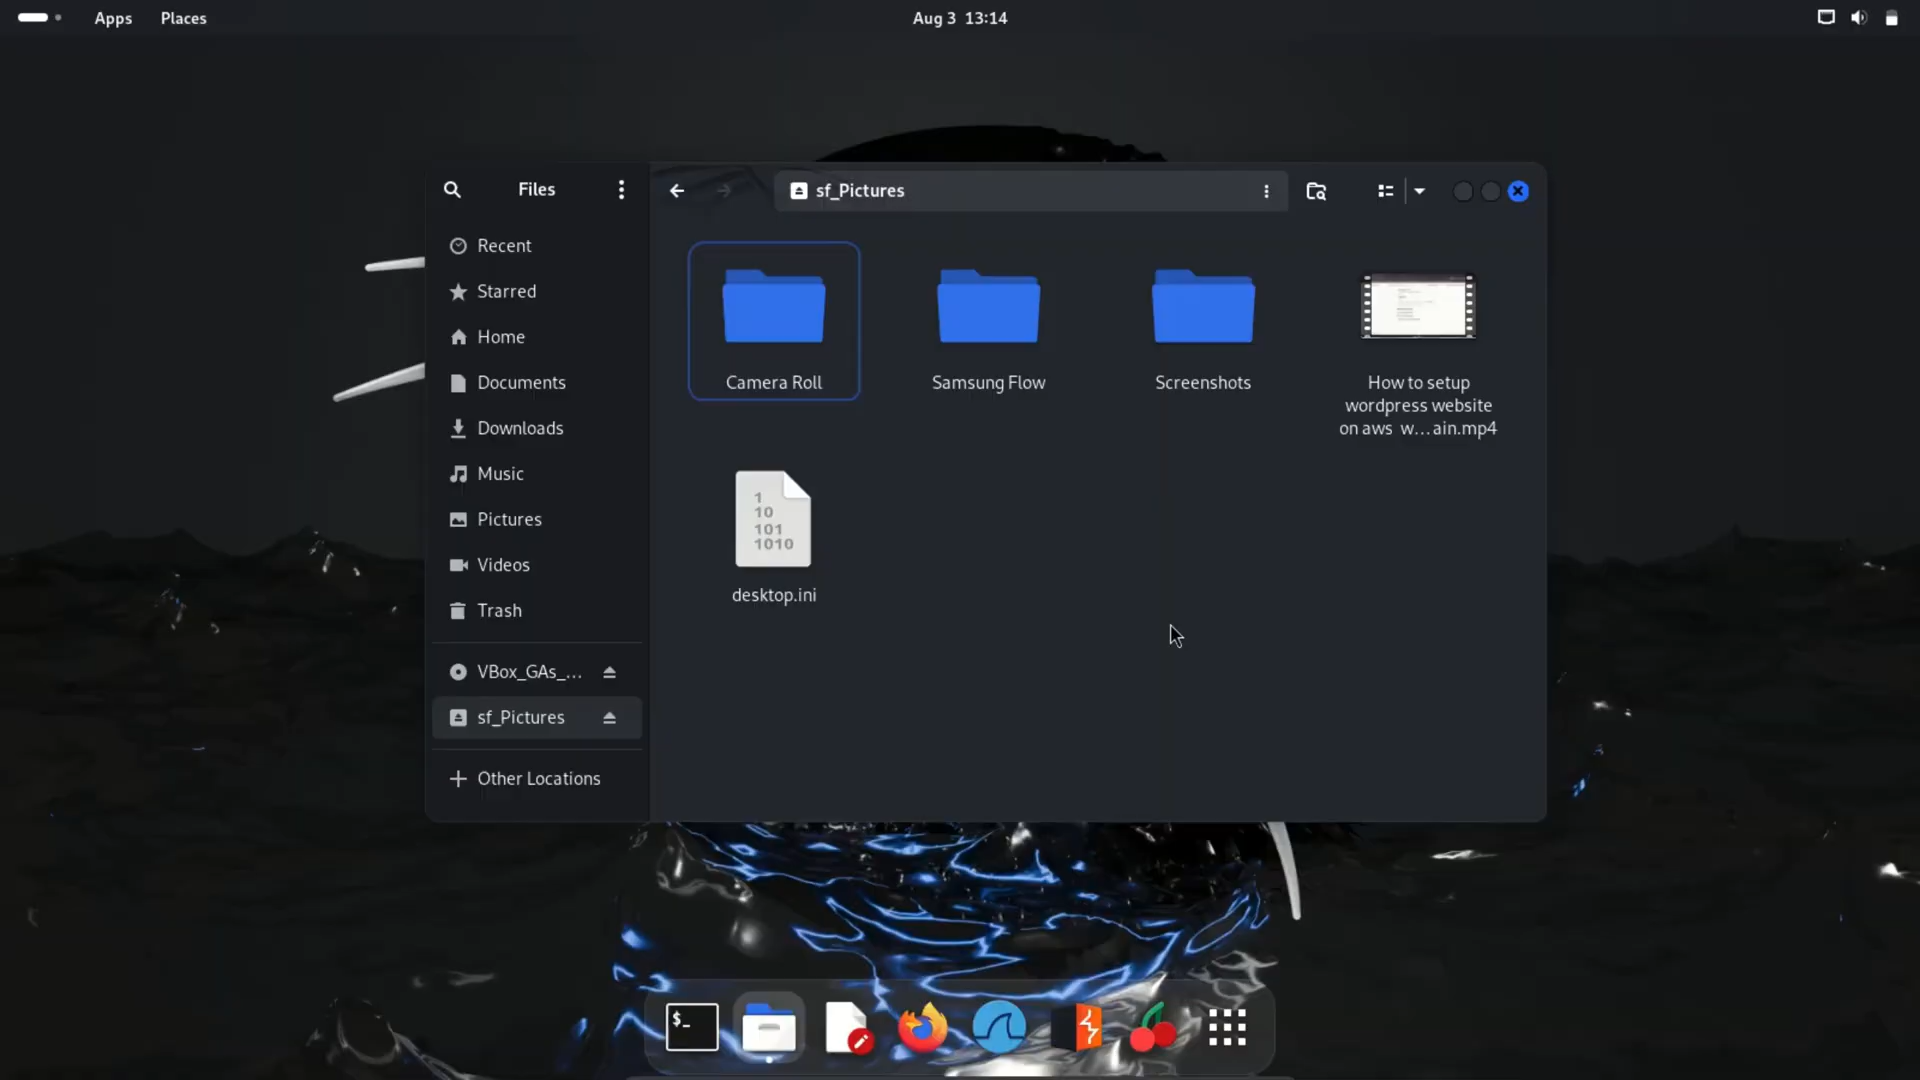 Apps
Places
Aug 3 13:14
Files
sf_Pictures
Recent
Starred
Home
Documents
Downloads
Music
Pictures
Videos
Trash
VBox_GAs_...
sf_Pictures
Other Locations
Camera Roll
Samsung Flow
Screenshots
How to setup
wordpress website
on aws w...ain.mp4
1
10
101
1010
desktop.ini
$_